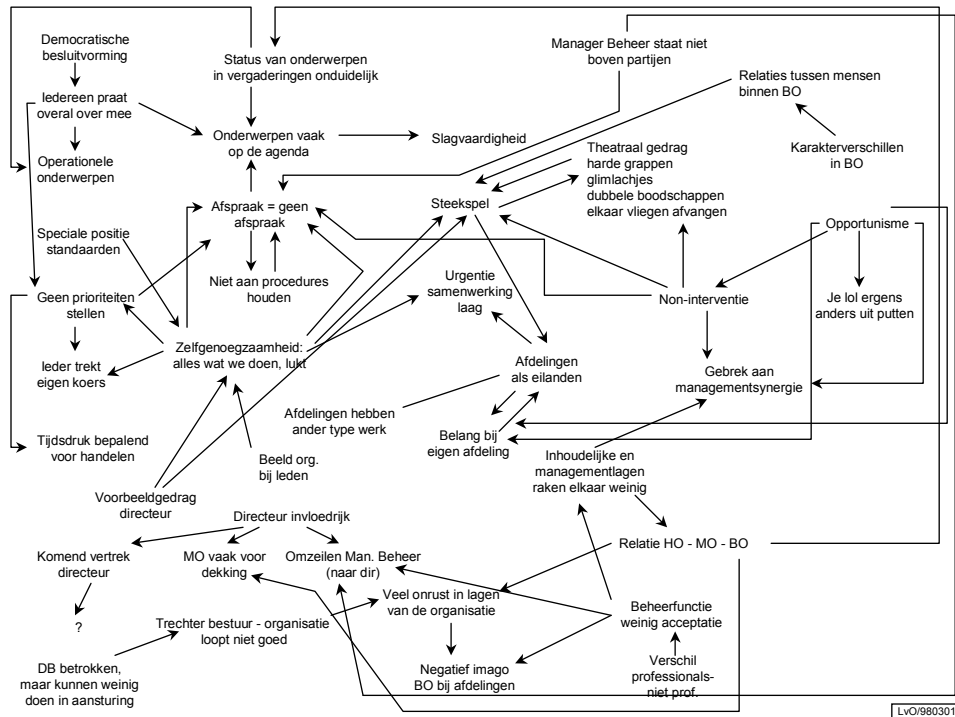 Democratische
besluitvorming
Status van onderwerpen
in vergaderingen onduidelijk
Manager Beheer staat niet
boven partijen
Relaties tussen mensen
binnen BO
Iedereen praat
overal over mee
Onderwerpen vaak
op de agenda
Slagvaardigheid
Theatraal gedrag
harde grappen
glimlachjes
dubbele boodschappen
elkaar vliegen afvangen
Karakterverschillen
in BO
Operationele
onderwerpen
Afspraak = geen
afspraak
Steekspel
Opportunisme
Speciale positie
standaarden
Niet aan procedures
houden
Urgentie
samenwerking
laag
Geen prioriteiten
stellen
Non-interventie
Je lol ergens
anders uit putten
Zelfgenoegzaamheid:
alles wat we doen, lukt
Ieder trekt
eigen koers
Afdelingen
als eilanden
Gebrek aan
managementsynergie
Afdelingen hebben
ander type werk
Tijdsdruk bepalend
voor handelen
Beeld org.
bij leden
Belang bij
eigen afdeling
Inhoudelijke en
managementlagen
raken elkaar weinig
Voorbeeldgedrag
directeur
Directeur invloedrijk
Komend vertrek
directeur
MO vaak voor
dekking
Omzeilen Man. Beheer
(naar dir)
Relatie HO - MO - BO
Veel onrust in lagen
van de organisatie
Beheerfunctie
weinig acceptatie
?
Trechter bestuur - organisatie
loopt niet goed
DB betrokken,
maar kunnen weinig
doen in aansturing
Negatief imago
BO bij afdelingen
Verschil
professionals-
niet prof.
LvO/980301